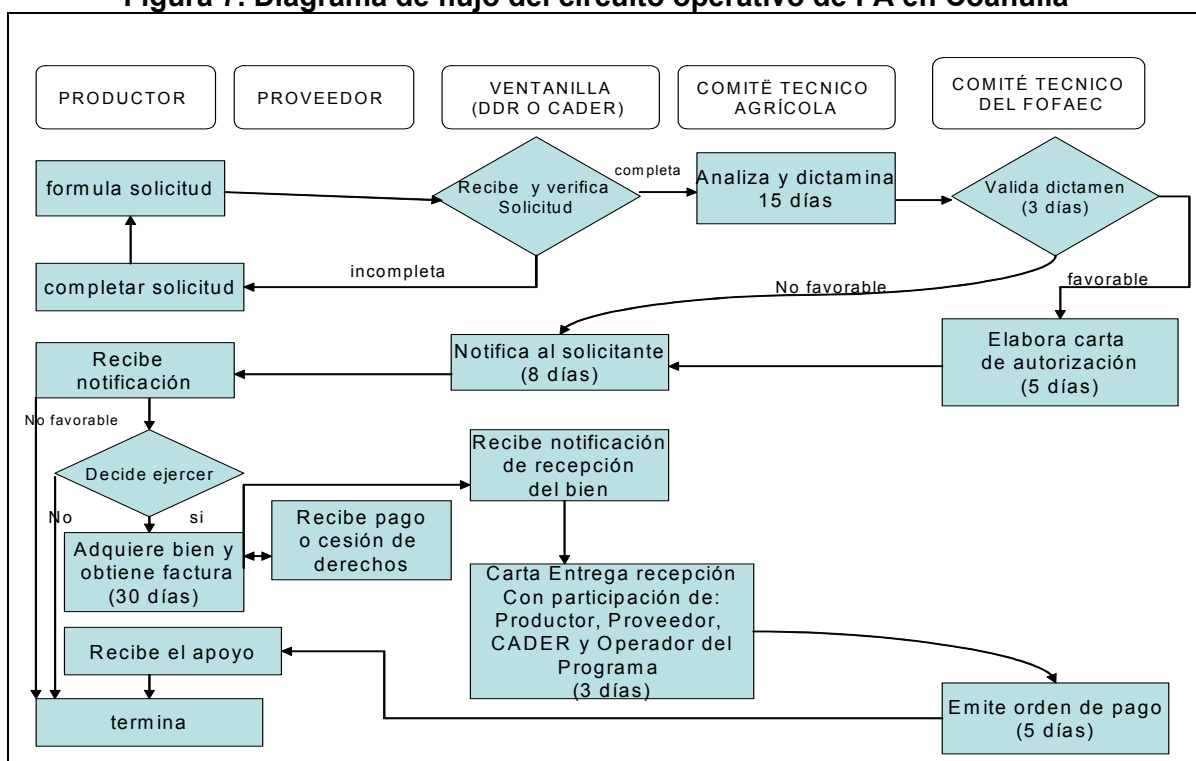 Figura 7. Diagrama de flujo del circuito operativo de FA en Coahuila
PRODUCTOR
PROVEEDOR
VENTANILLA
(DDR O CADER)
COMITË TECNICO
AGRÍCOLA
COMITÉ TECNICO
DEL FOFAEC
formula solicitud
Recibe y verifica
Solicitud
completa
Analiza y dictamina
15 días
Valida dictamen
(3 días)
completar solicitud
incompleta
No favorable
favorable
Recibe
notificación
Notifica al solicitante
(8 días)
Elabora carta
de autorización
(5 días)
No favorable
Decide ejercer
Recibe notificación
de recepción
del bien
No
si
Adquiere bien y
obtiene factura
(30 días)
Recibe pago
o cesión de
derechos
Carta Entrega recepción
Con participación de:
Productor, Proveedor,
CADER y Operador del
Programa
(3 días)
Recibe el apoyo
termina
Emite orden de pago
(5 días)